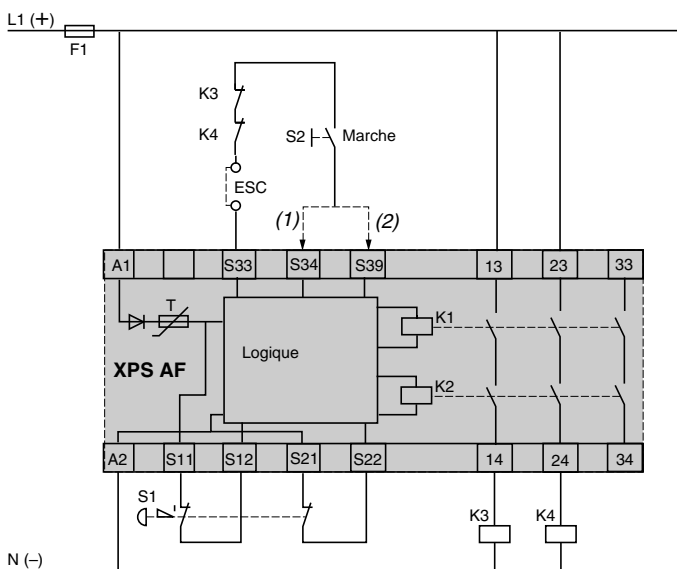 L1 (+)
F1
K3
K4
S2
Marche
ESC
(1)
(2)
A1
S33
S34
S39
13
23
33
T
K1
Logique
XPS AF
K2
A2
S11
S12
S21
S22
14
24
34
S1
K3
K4
N (–)